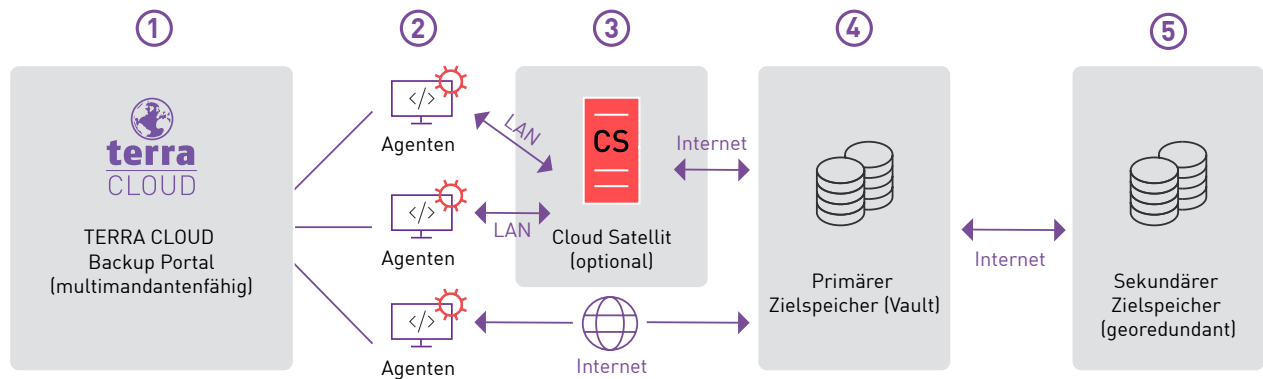 1
2
3
4
5
terra
CLOUD
TERRA CLOUD
Backup Portal
(multimandantenfähig)
</>
Agenten
</>
Agenten
</>
Agenten
LAN
LAN
CS
Cloud Satellit
(optional)
Internet
Internet
Primärer
Zielspeicher (Vault)
Internet
Sekundärer
Zielspeicher
(georedundant)